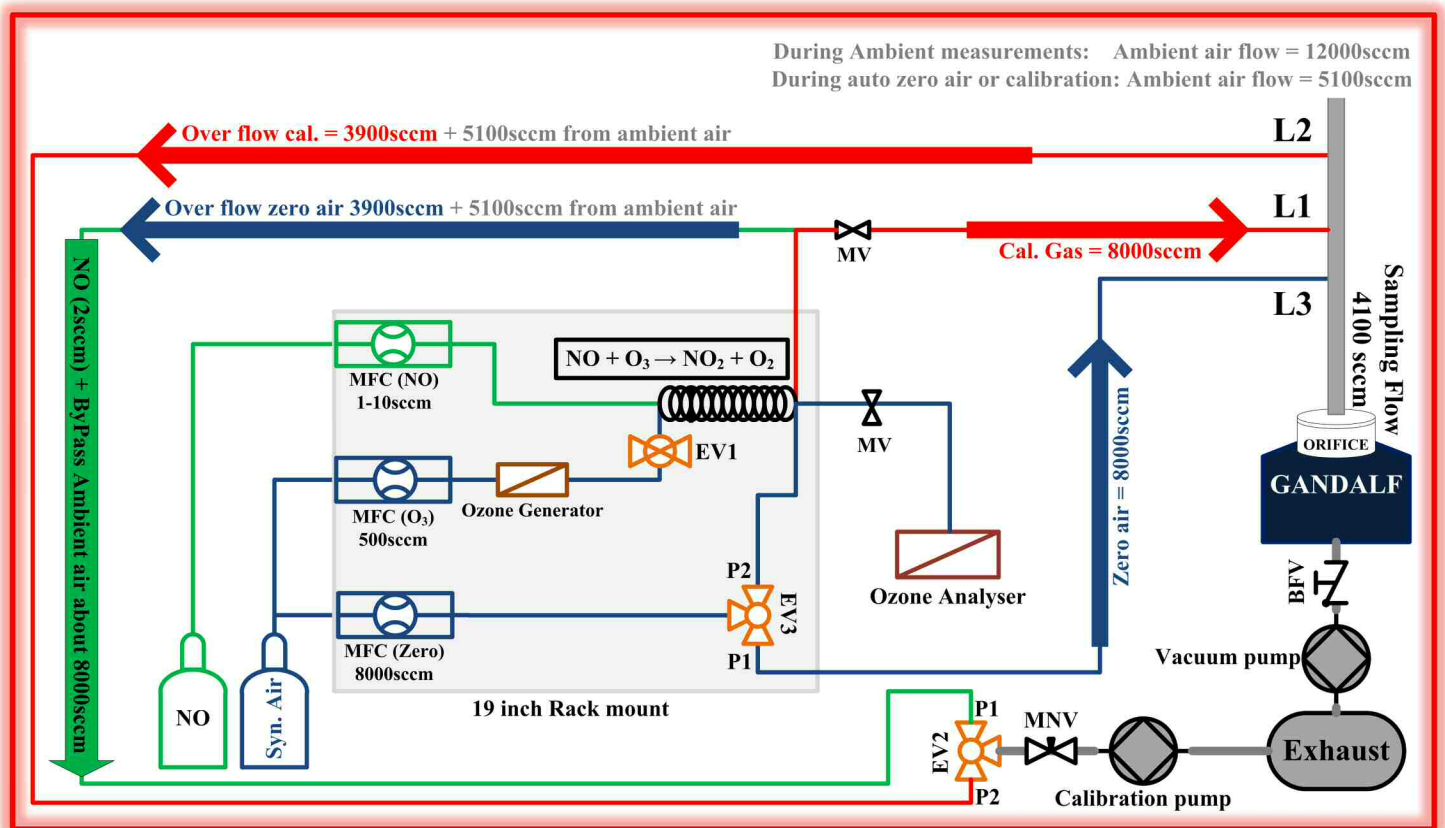 During Ambient measurements: Ambient air flow = 12000sccm
During auto zero air or calibration: Ambient air flow = 5100sccm
Over flow cal. = 3900sccm + 5100sccm from ambient air
L2
Over flow zero air 3900sccm + 5100sccm from ambient air
L1
MV
Cal. Gas = 8000sccm
L3
Sampling Flow
4100 sccm
NO (2sccm) + ByPass Ambient air about 8000sccm
NO + O₃ → NO₂ + O₂
MFC (NO)
1-10sccm
MV
EV1
ORIFICE
GANDALF
Ozone Generator
MFC (O₃)
500sccm
Zero air = 8000sccm
P2
EV3
Ozone Analyser
BFV
MFC (Zero)
8000sccm
P1
Vacuum pump
NO
Syn. Air
19 inch Rack mount
P1
MNV
EV2
Exhaust
P2
Calibration pump